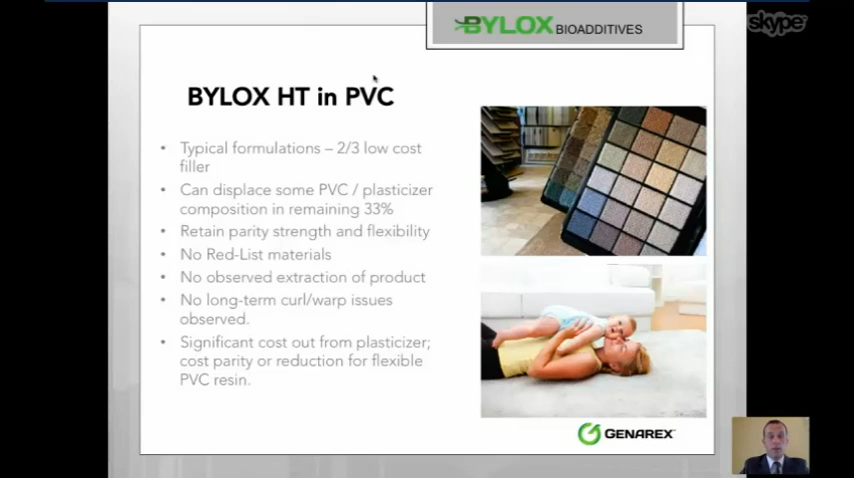 BYLOX BIOADDITIVES
skype
BYLOX HT in PVC
• Typical formulations – 2/3 low cost
filler
• Can displace some PVC / plasticizer
composition in remaining 33%
• Retain parity strength and flexibility
• No Red-List materials
• No observed extraction of product
• No long-term curl/warp issues
observed.
• Significant cost out from plasticizer;
cost parity or reduction for flexible
PVC resin.
GENAREX